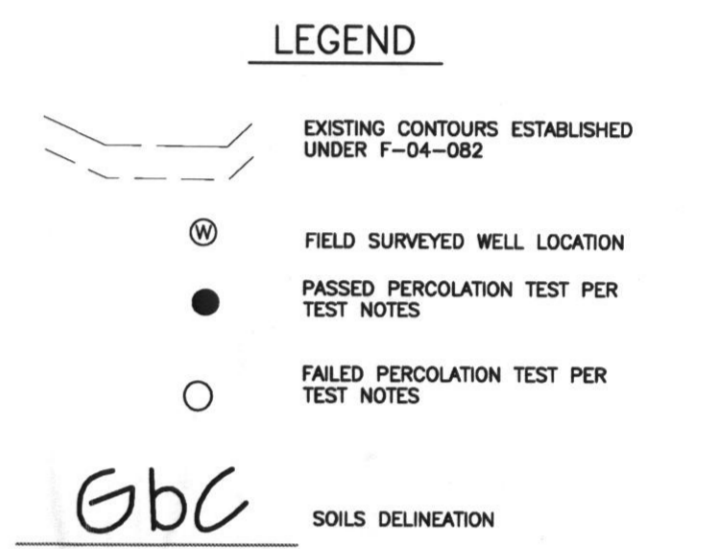 LEGEND
EXISTING CONTOURS ESTABLISHED
UNDER F-04-082
W
FIELD SURVEYED WELL LOCATION
PASSED PERCOLATION TEST PER
TEST NOTES
FAILED PERCOLATION TEST PER
TEST NOTES
GbC
SOILS DELINEATION